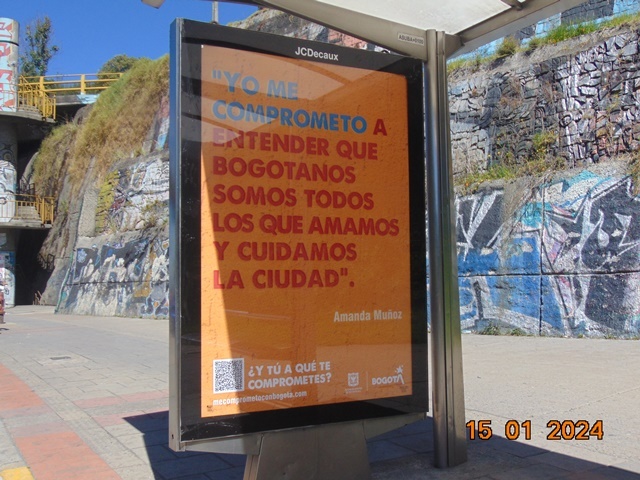 JCDecaux
"YO ME
COMPROMETO A
ENTENDER QUE
BOGOTANOS
SOMOS TODOS
LOS QUE AMAMOS
Y CUIDAMOS
LA CIUDAD".
Amanda Muñoz
¿Y TÚ A QUÉ TE
COMPROMETES?
mecomprometoconbogota.com
BOGOTÁ
15 01 2024